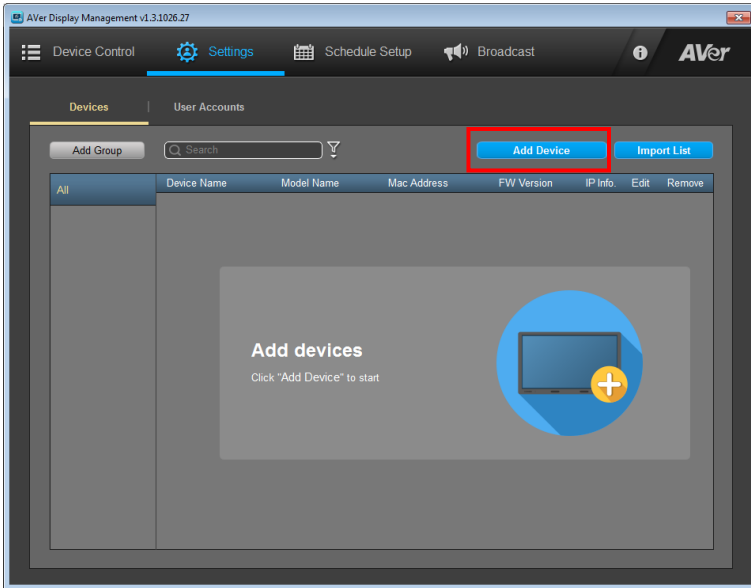 AVer Display Management v1.3.1026.27
Device Control Settings Schedule Setup Broadcast AVer
Devices | User Accounts
Add Group Search Add Device Import List
All
Device Name Model Name Mac Address FW Version IP Info. Edit Remove
Add devices
Click "Add Device" to start